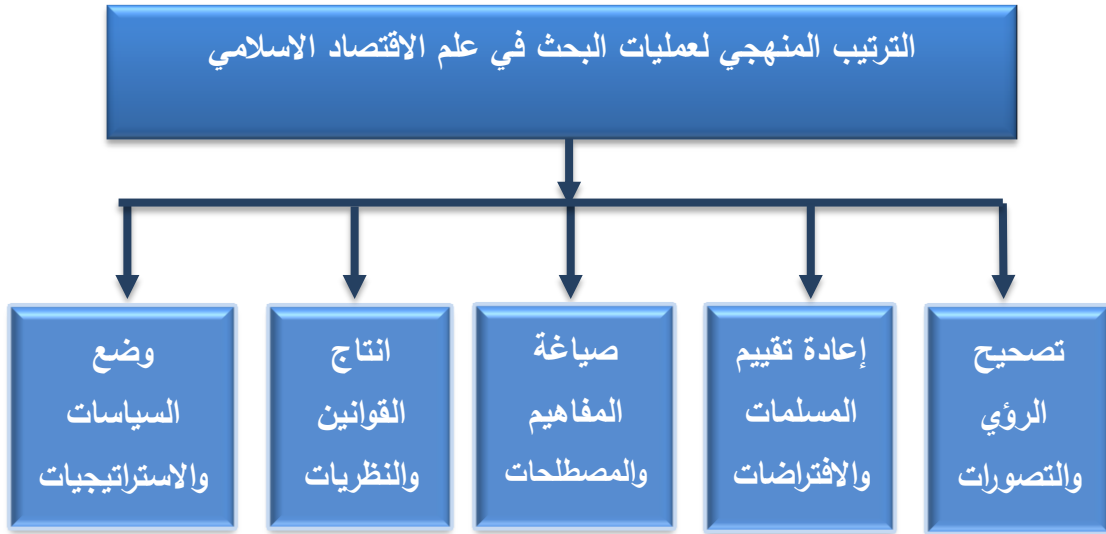 الترتيب المنهجي لعمليات البحث في علم الاقتصاد الاسلامي
تصحيح
الرؤي
والتصورات
إعادة تقييم
المسلمات
والافتراضات
صياغة
المفاهيم
والمصطلحات
انتاج
القوانين
والنظريات
وضع
السياسات
والاستراتيجيات